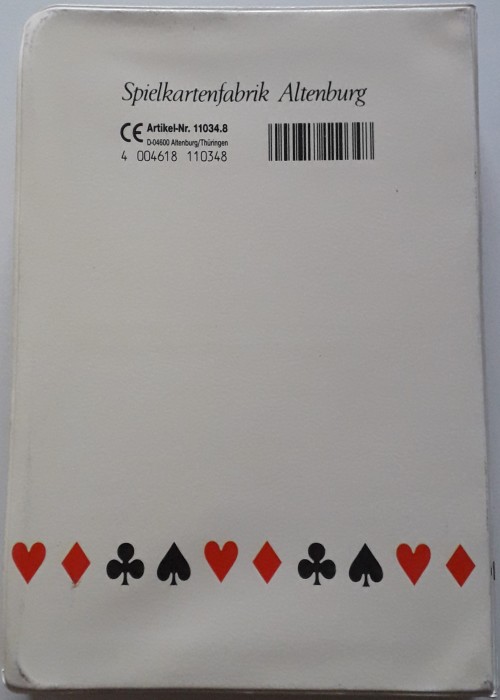 Spielkartenfabrik Altenburg
CE Artikel-Nr. 11034.8
D-04600 Altenburg/Thüringen
4 004618 110348